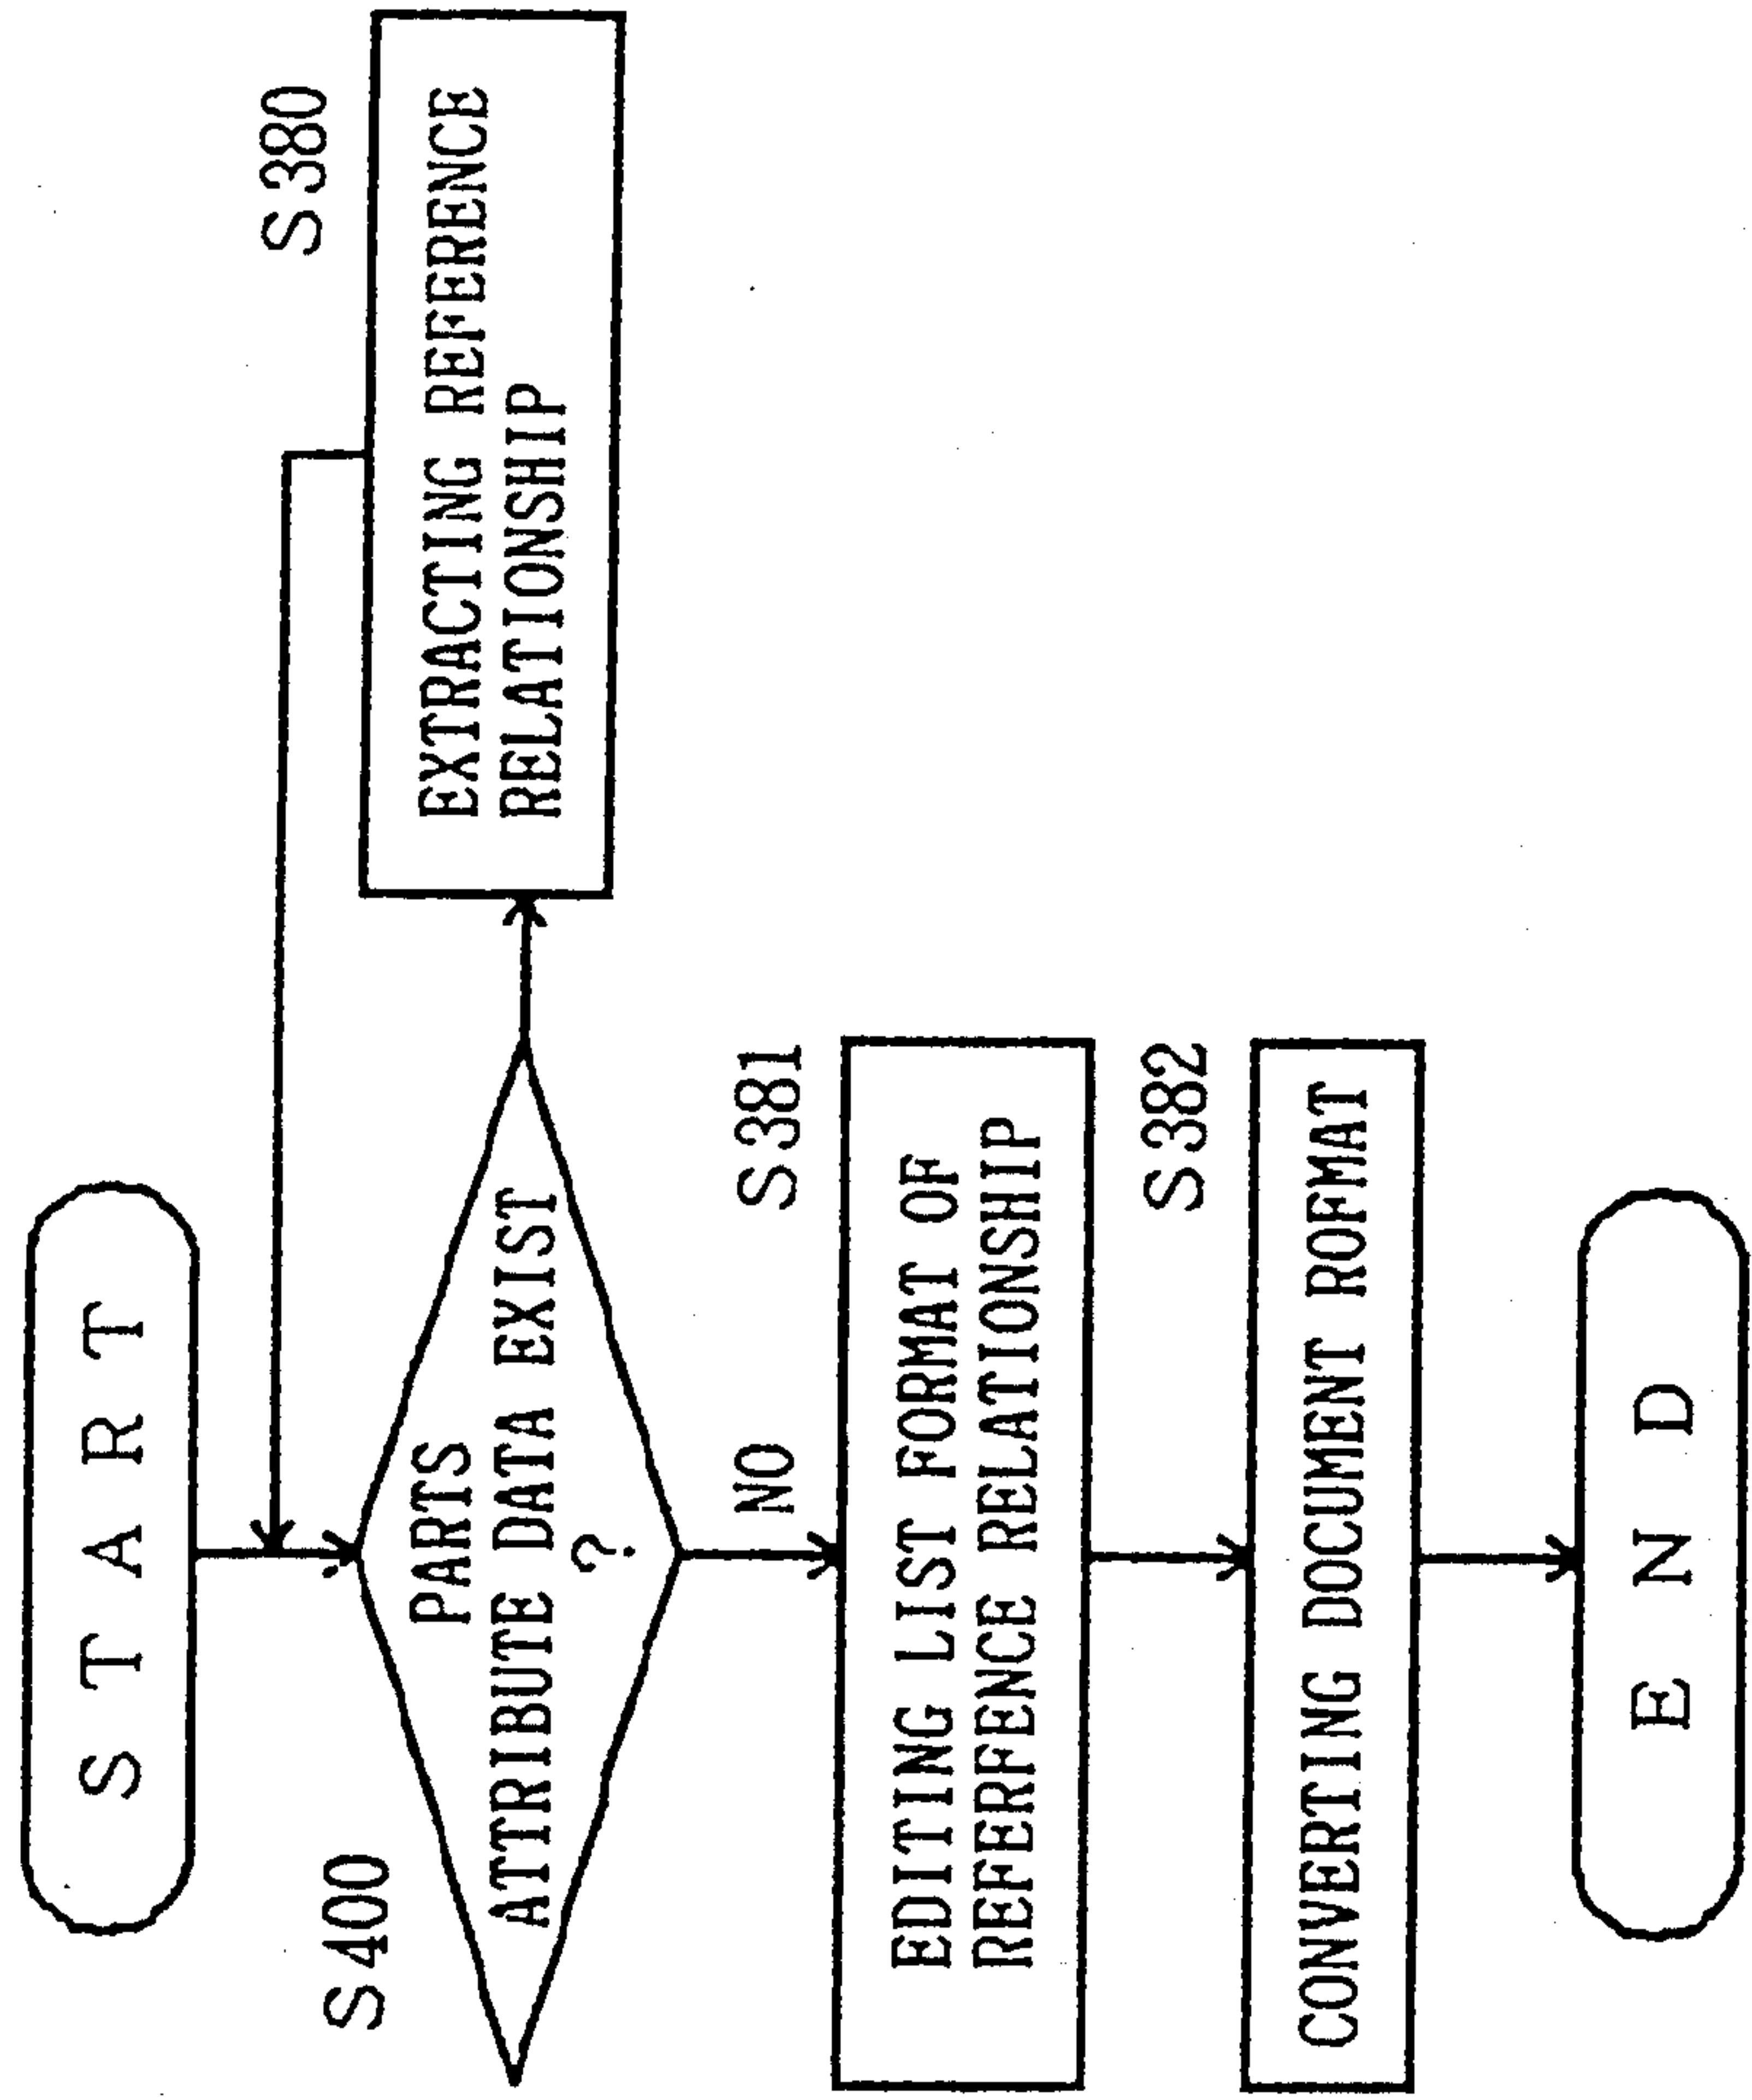 START
S400
PARTS
ATTRIBUTE DATA EXIST
?
S380
EXTRACTING REFERENCE
RELATIONSHIP
NO
S381
EDITING LIST FORMAT OF
REFERENCE RELATIONSHIP
S382
CONVERTING DOCUMENT ROFMAT
END